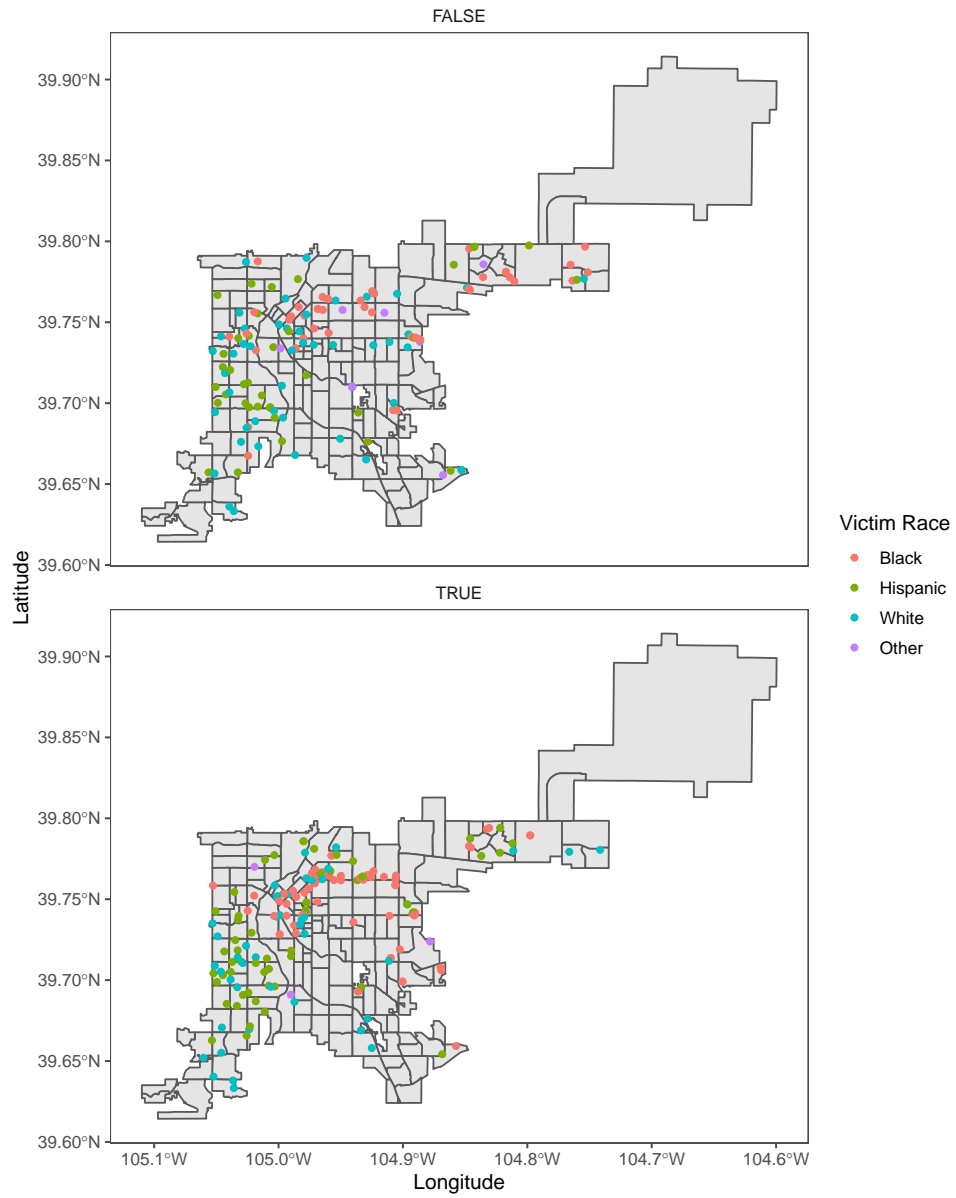 FALSE
39.90°N
39.85°N
39.80°N
39.75°N
39.70°N
39.65°N
39.60°N
Latitude
Victim Race
Black
Hispanic
White
Other
TRUE
39.90°N
39.85°N
39.80°N
39.75°N
39.70°N
39.65°N
39.60°N
105.1°W 105.0°W 104.9°W 104.8°W 104.7°W 104.6°W
Longitude